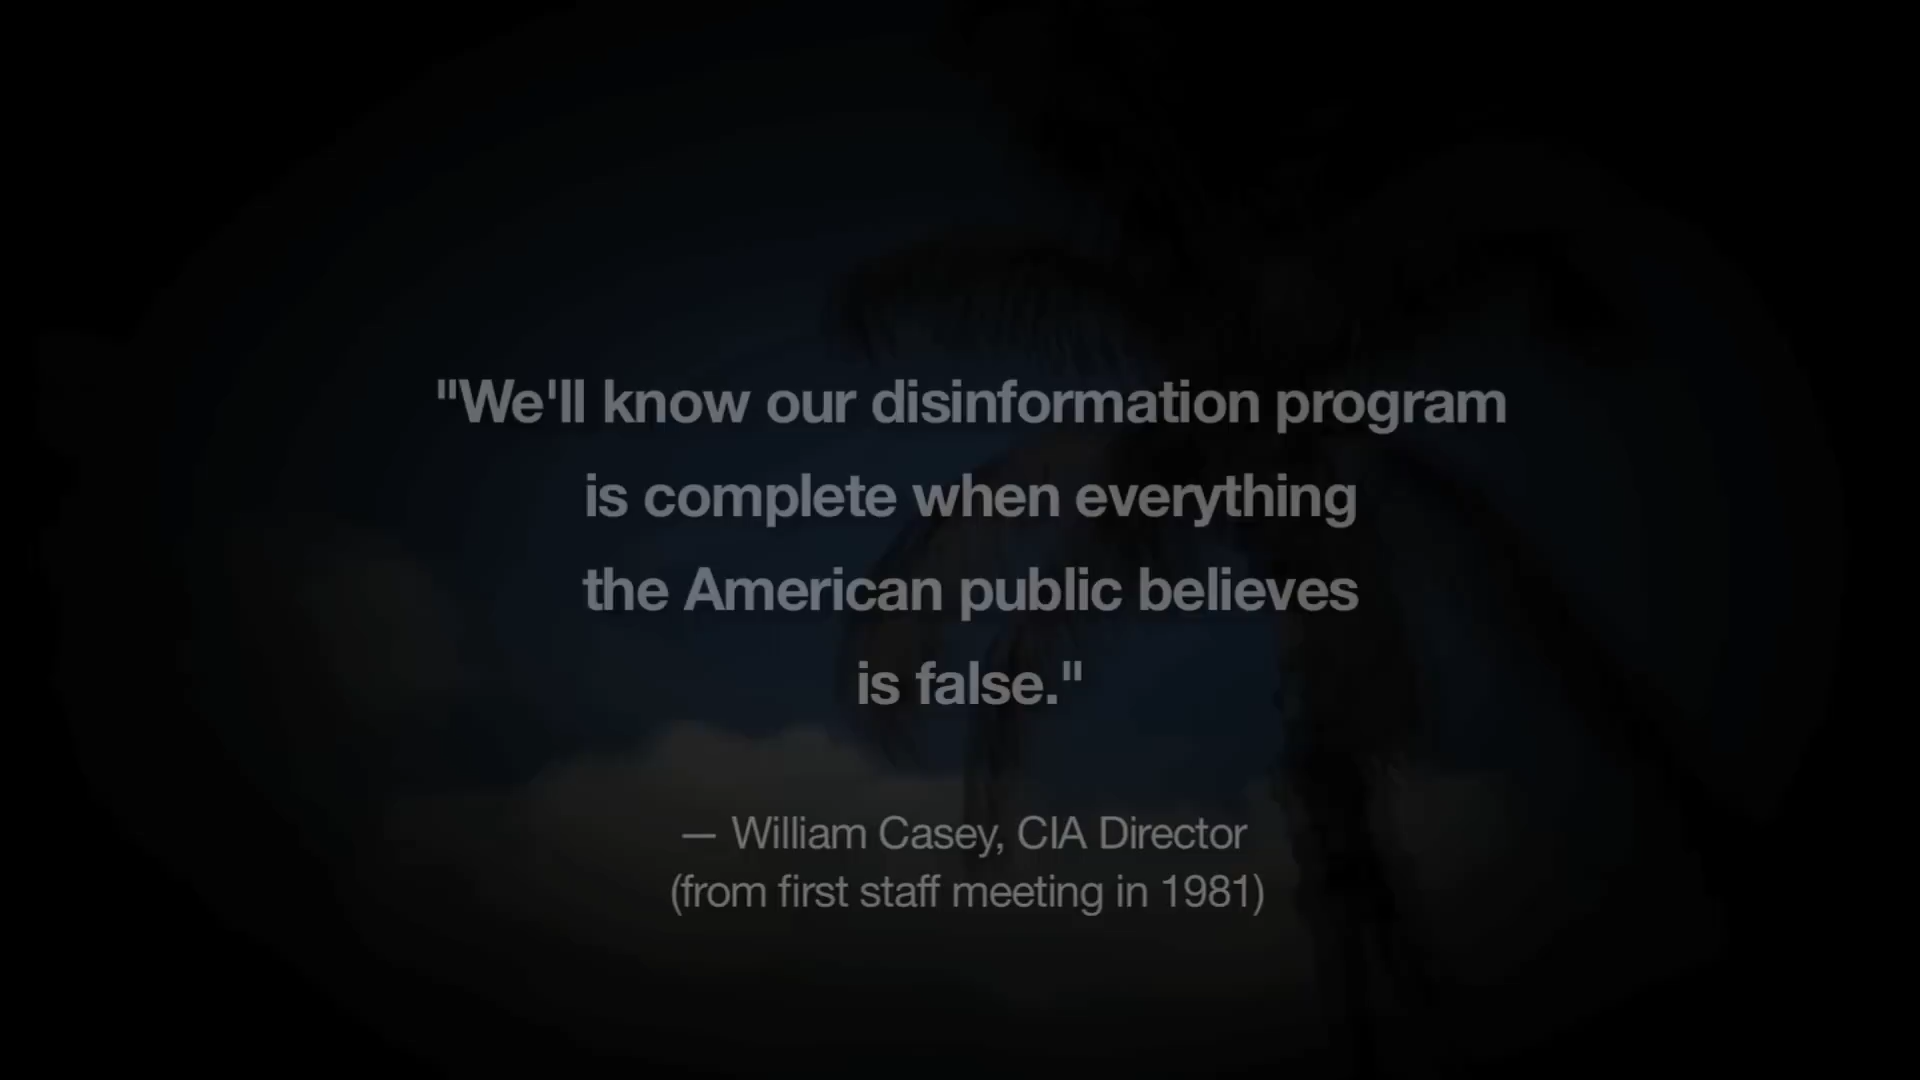 "We'll know our disinformation program
is complete when everything
the American public believes
is false."
— William Casey, CIA Director
(from first staff meeting in 1981)